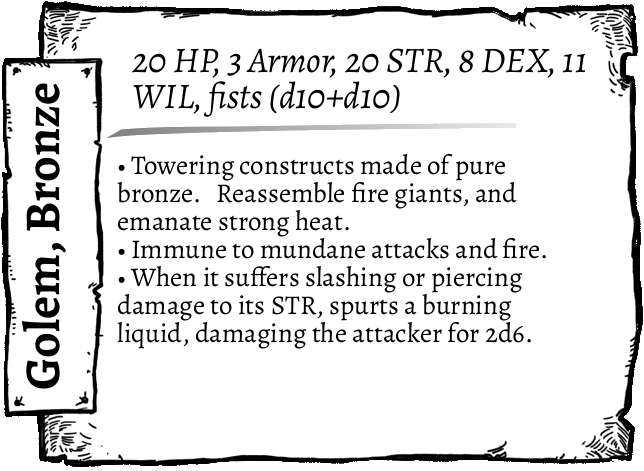 Golem, Bronze
20 HP, 3 Armor, 20 STR, 8 DEX, 11
WIL, fists (d10+d10)
• Towering constructs made of pure
bronze.   Reassemble fire giants, and
emanate strong heat.
• Immune to mundane attacks and fire.
• When it suffers slashing or piercing
damage to its STR, spurts a burning
liquid, damaging the attacker for 2d6.